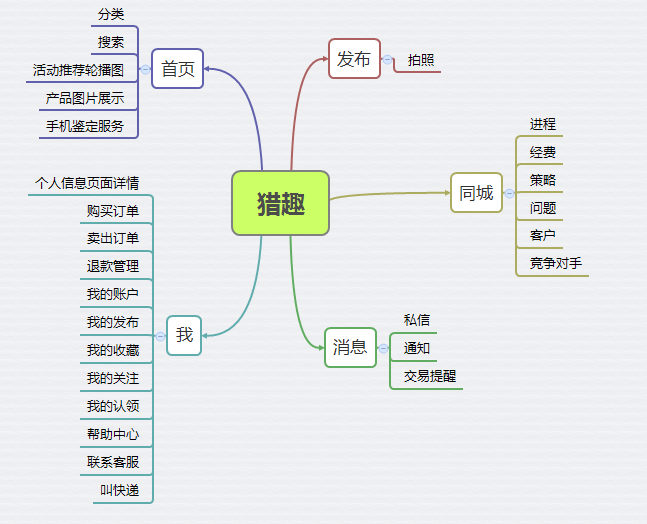 猎趣
首页
分类
搜索
活动推荐轮播图
产品图片展示
手机鉴定服务
发布
拍照
同城
进程
经费
策略
问题
客户
竞争对手
消息
私信
通知
交易提醒
我
个人信息页面详情
购买订单
卖出订单
退款管理
我的账户
我的发布
我的收藏
我的关注
我的认领
帮助中心
联系客服
叫快递